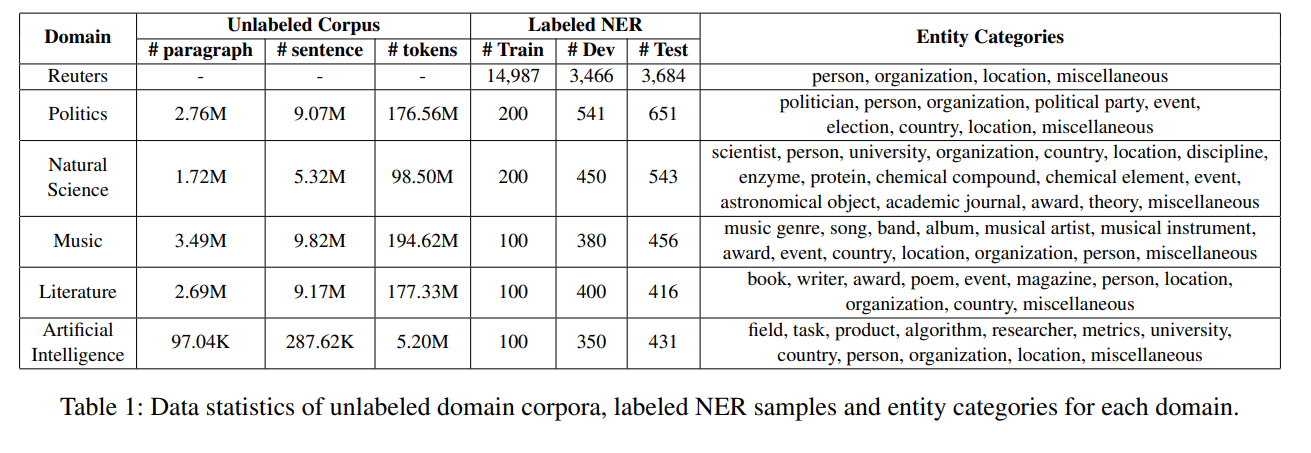 Domain Unlabeled Corpus Labeled NER Entity Categories
# paragraph # sentence # tokens # Train # Dev # Test
Reuters - - - 14,987 3,466 3,684 person, organization, location, miscellaneous
Politics 2.76M 9.07M 176.56M 200 541 651 politician, person, organization, political party, event,
election, country, location, miscellaneous
Natural Science 1.72M 5.32M 98.50M 200 450 543 scientist, person, university, organization, country, location, discipline,
enzyme, protein, chemical compound, chemical element, event,
astronomical object, academic journal, award, theory, miscellaneous
Music 3.49M 9.82M 194.62M 100 380 456 music genre, song, band, album, musical artist, musical instrument,
award, event, country, location, organization, person, miscellaneous
Literature 2.69M 9.17M 177.33M 100 400 416 book, writer, award, poem, event, magazine, person, location,
organization, country, miscellaneous
Artificial Intelligence 97.04K 287.62K 5.20M 100 350 431 field, task, product, algorithm, researcher, metrics, university,
country, person, organization, location, miscellaneous
Table 1: Data statistics of unlabeled domain corpora, labeled NER samples and entity categories for each domain.